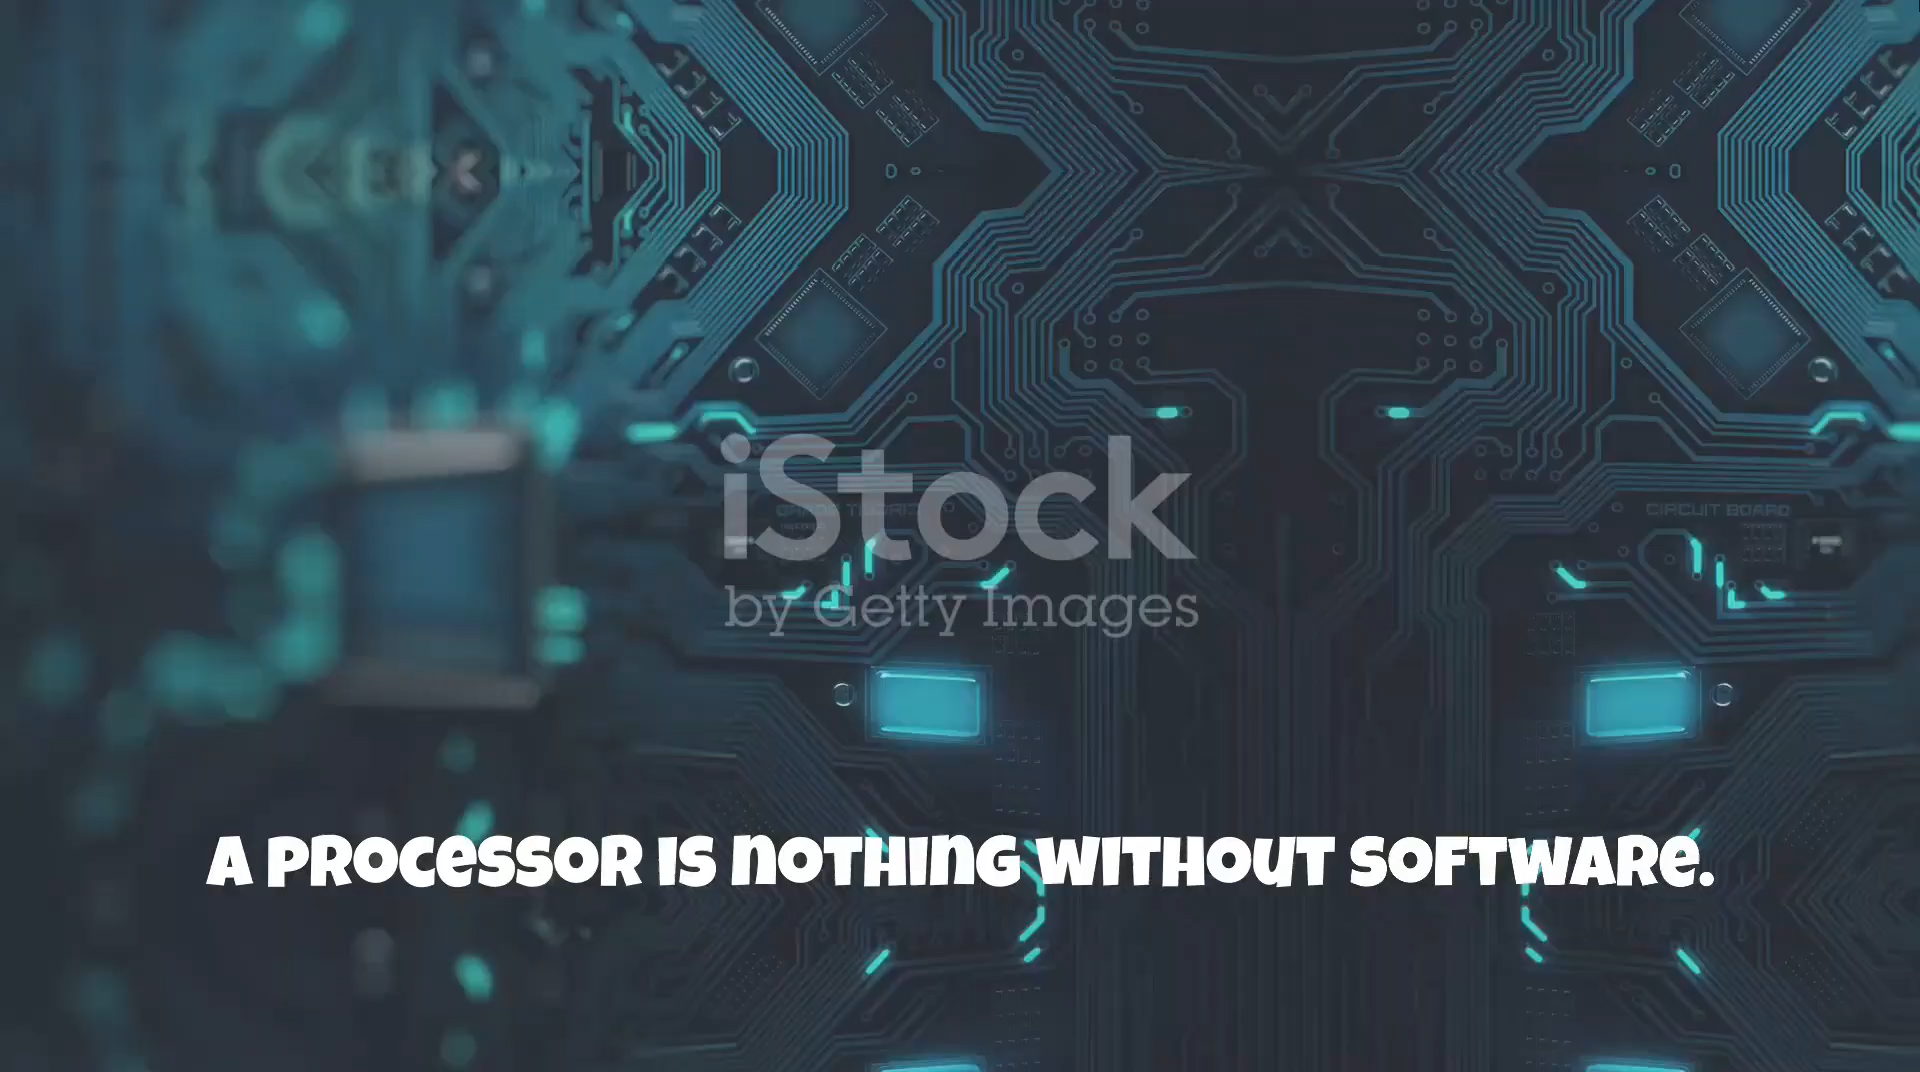 iStock
by Getty Images
CIRCUIT BOARD
A PROCESSOR IS NOTHING WITHOUT SOFTWARE.